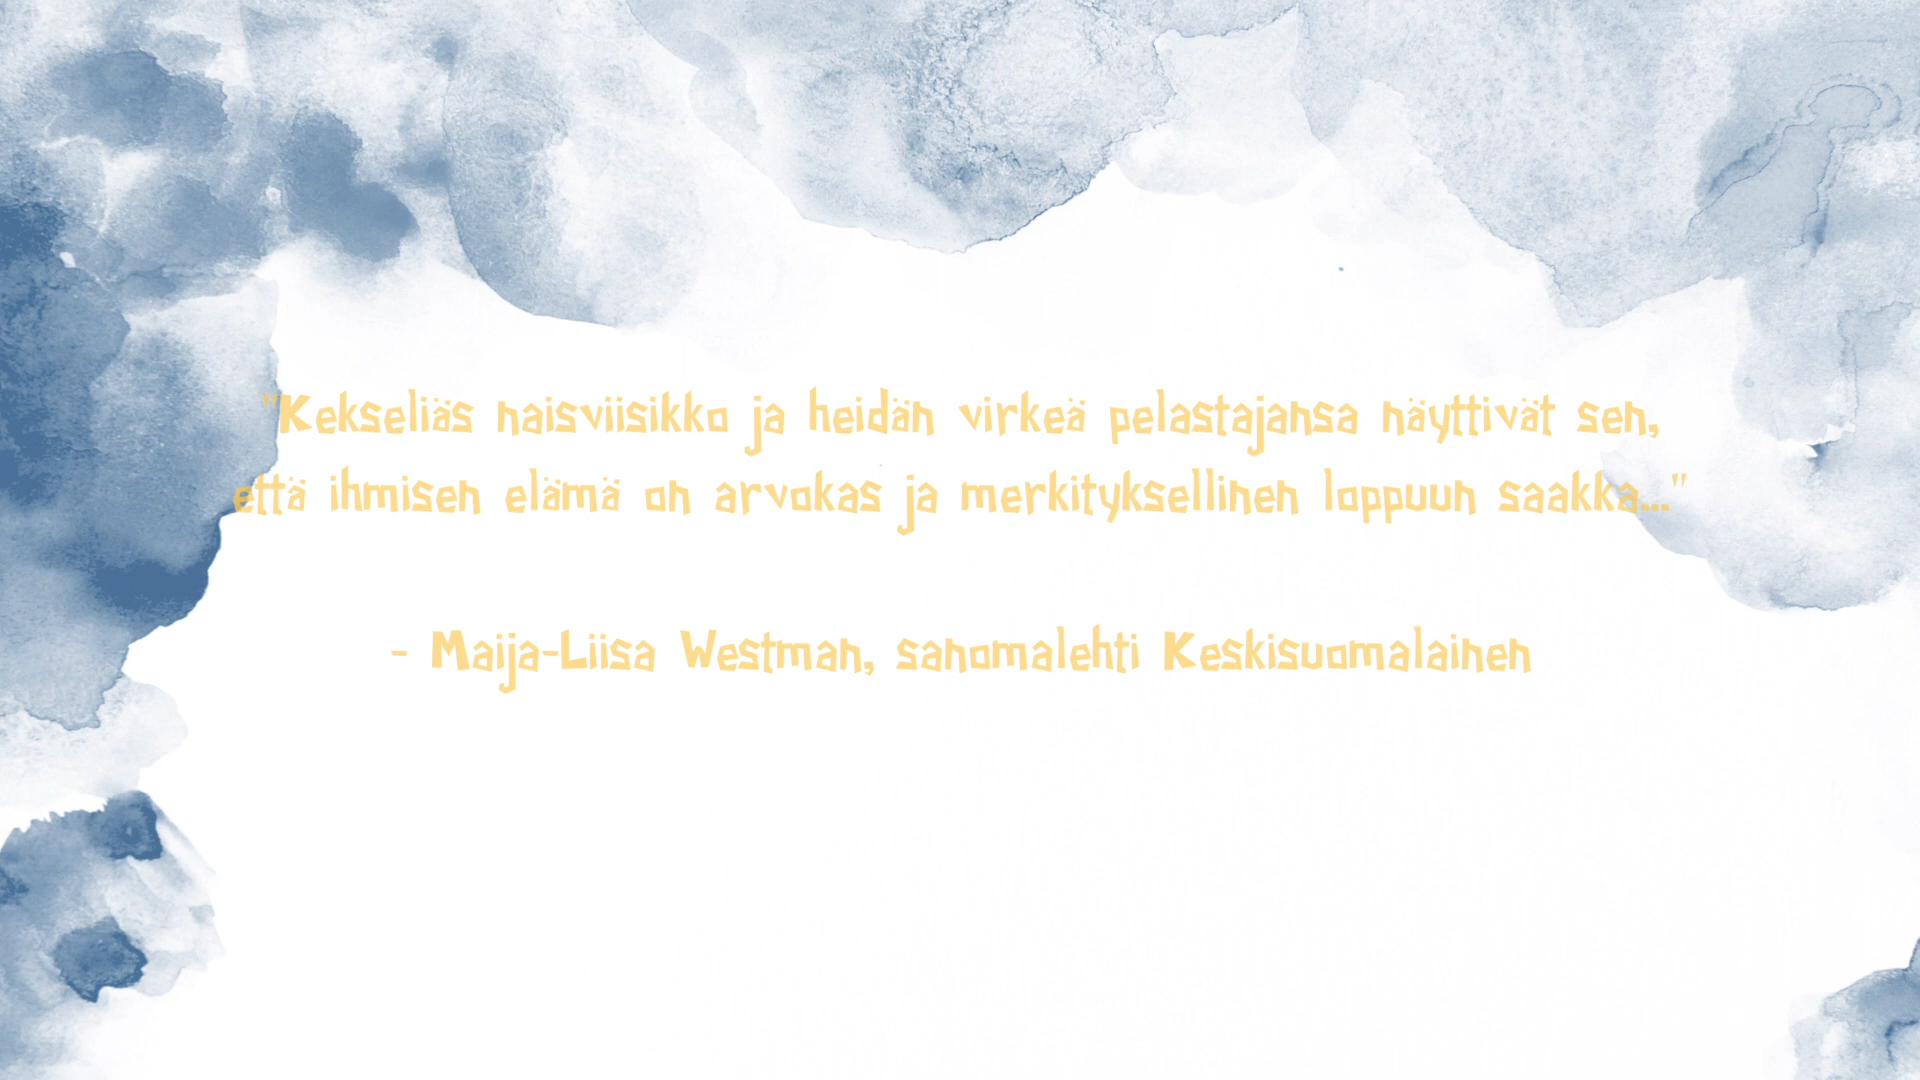 "Kekseliäs naisviisikko ja heidän virkeä pelastajansa näyttivät sen,
että ihmisen elämä on arvokas ja merkityksellinen loppuun saakka..."
- Maija-Liisa Westman, sanomalehti Keskisuomalainen